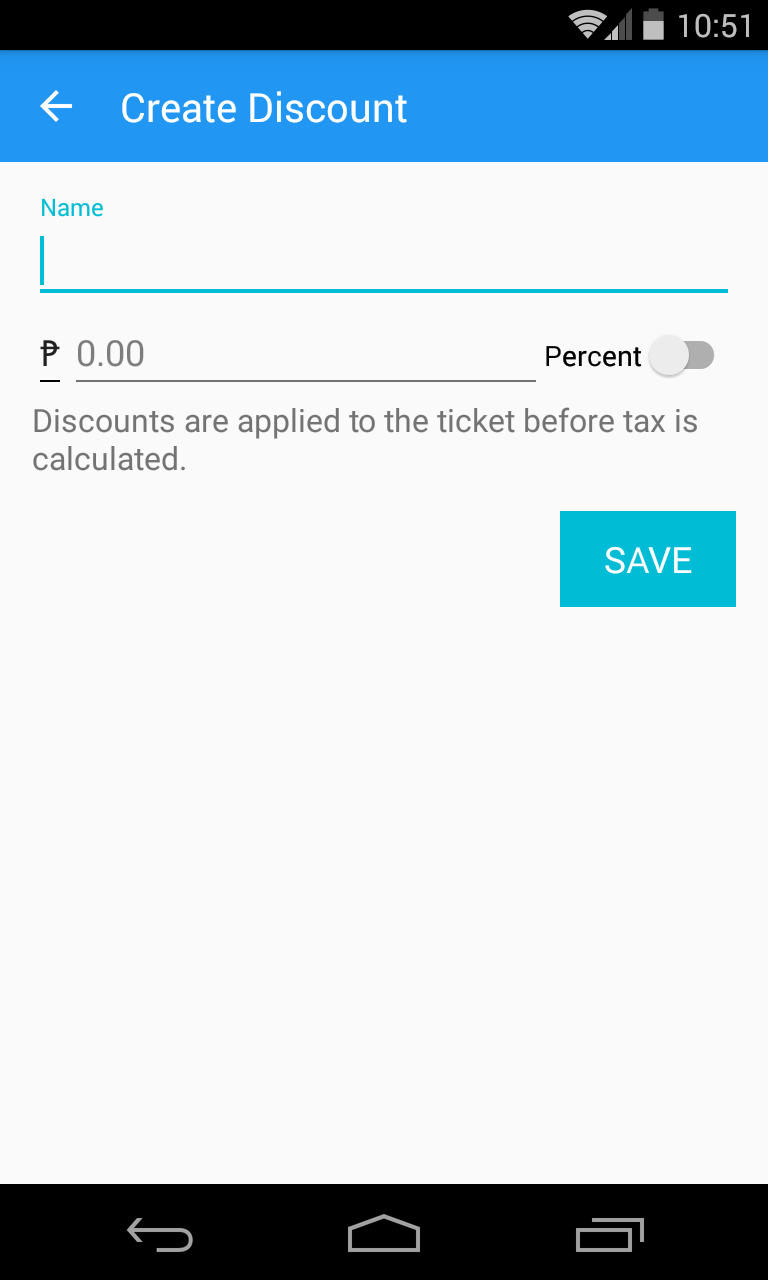 10:51
Create Discount
Name
₱ 0.00 Percent
Discounts are applied to the ticket before tax is
calculated.
SAVE